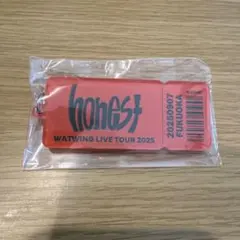 honest
WATWING LIVE TOUR 2025
20250907
FUKUOKA